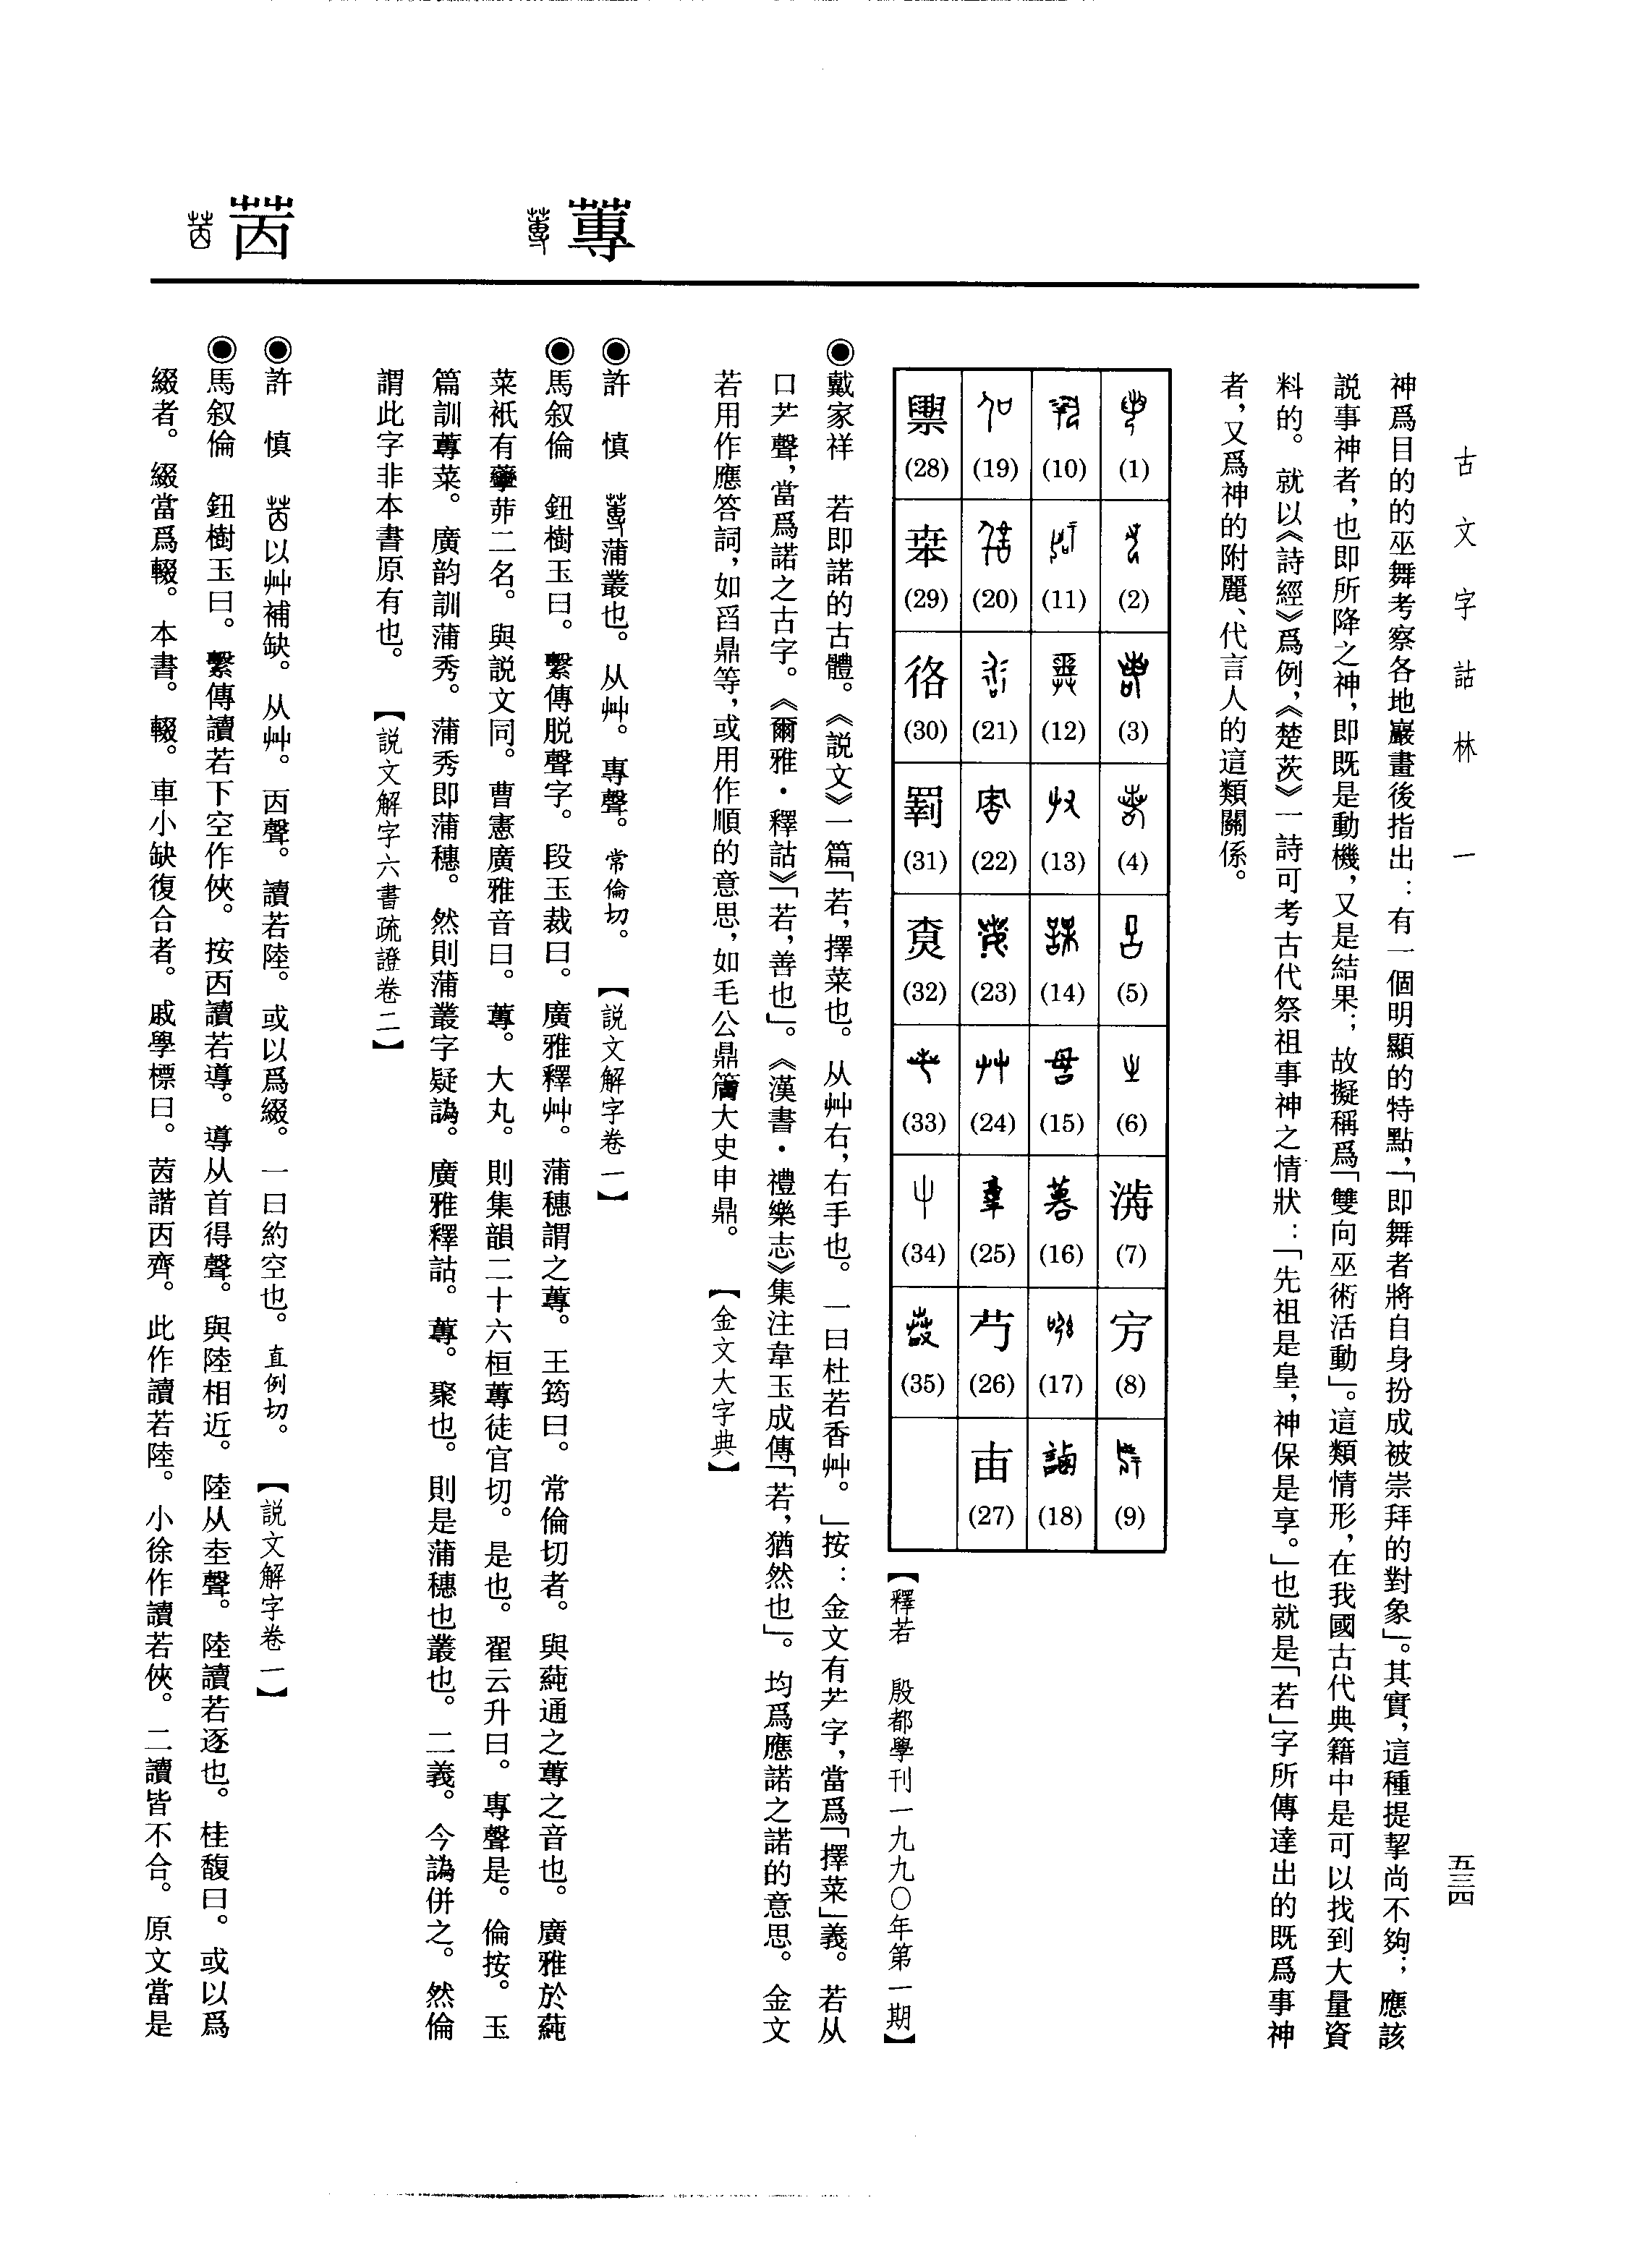 古文字詁林 一
五三四
神爲目的的巫舞考察各地巖畫後指出：有一個明顯的特點，「即舞者將自身扮成被崇拜的對象」。其實，這種提挈尚不夠；應該
説事神者，也即所降之神，即既是動機，又是結果；故擬稱爲「雙向巫術活動」。這類情形，在我國古代典籍中是可以找到大量資
料的。就以《詩經》爲例，《楚茨》一詩可考古代祭祖事神之情狀：「先祖是皇，神保是享。」也就是「若」字所傳達出的既爲事神
者，又爲神的附麗、代言人的這類關係。
(1) (2) (3) (4) (5) (6) (7) (8) (9)
(10) (11) (12) (13) (14) (15) (16) (17) (18)
(19) (20) (21) (22) (23) (24) (25) (26) (27)
(28) (29) (30) (31) (32) (33) (34) (35)
【釋若 殷都學刊一九九〇年第一期】
◉戴家祥 若即諾的古體。《説文》一篇「若，擇菜也。从艸右，右手也。一曰杜若香艸。」按：金文有芐字，當爲「擇菜」義。若从
口芐聲，當爲諾之古字。《爾雅·釋詁》「若，善也」。《漢書·禮樂志》集注韋玉成傳「若，猶然也」。均爲應諾之諾的意思。金文
若用作應答詞，如舀鼎等，或用作順的意思，如毛公鼎大史申鼎。【金文大字典】
蓴
◉許 慎 蒲叢也。从艸。專聲。常倫切。【説文解字卷一】
◉馬叙倫 鈕樹玉曰。繫傳脱聲字。段玉裁曰。廣雅釋艸。蒲穗謂之蓴。王筠曰。常倫切者。與蒓通之蓴之音也。廣雅於蒓
菜衹有茆二名。與説文同。曹憲廣雅音曰。蓴。大丸。則集韻二十六桓蓴徒官切。是也。翟云升曰。專聲是。倫按。玉
篇訓蓴菜。廣韵訓蒲秀。蒲秀即蒲穗。然則蒲叢字疑譌。廣雅釋詁。蓴。聚也。則是蒲穗也叢也。二義。今譌併之。然倫
謂此字非本書原有也。【説文解字六書疏證卷二】
茵
◉許 慎 以艸補缺。从艸。㐁聲。讀若陸。或以爲綴。一曰約空也。直例切。【説文解字卷一】
◉馬叙倫 鈕樹玉曰。繫傳讀若下空作俠。按㐁讀若導。導从首得聲。與陸相近。陸从坴聲。陸讀若逐也。桂馥曰。或以爲
綴者。綴當爲輟。本書。輟。車小缺復合者。戚學標曰。茵諧㐁齊。此作讀若陸。小徐作讀若俠。二讀皆不合。原文當是